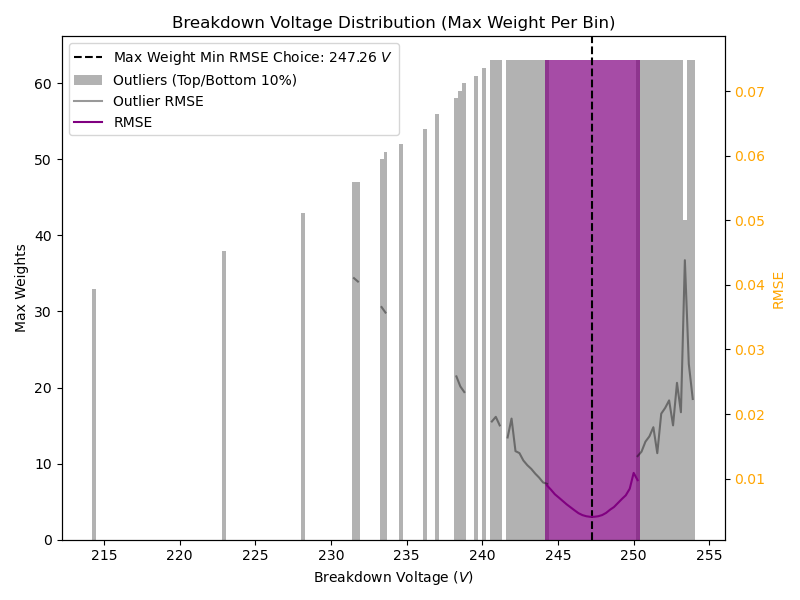 Breakdown Voltage Distribution (Max Weight Per Bin)
Max Weight Min RMSE Choice: 247.26 V
Outliers (Top/Bottom 10%)
Outlier RMSE
RMSE
Max Weights
60
50
40
30
20
10
0
0.07
0.06
0.05
0.04
0.03
0.02
0.01
RMSE
215 220 225 230 235 240 245 250 255
Breakdown Voltage (V)